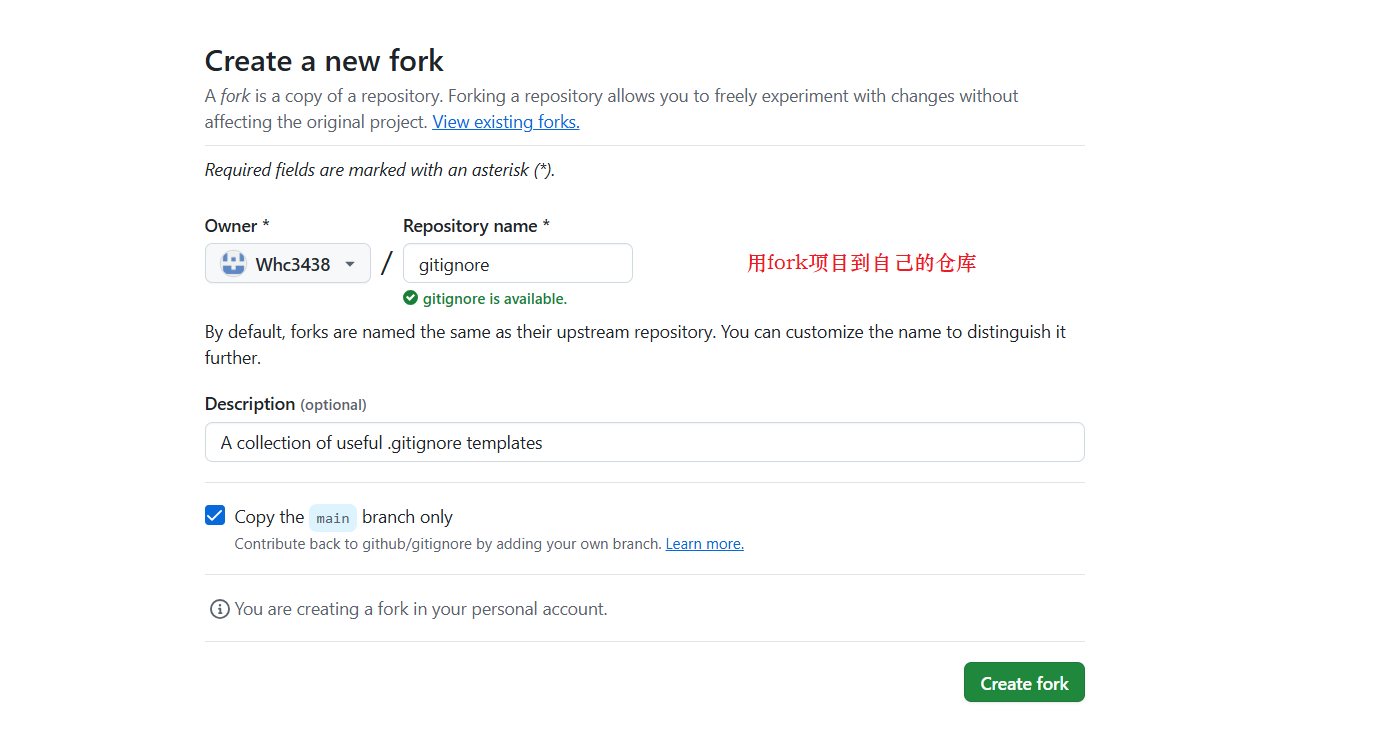 Create a new fork
A fork is a copy of a repository. Forking a repository allows you to freely experiment with changes without
affecting the original project. View existing forks.
Required fields are marked with an asterisk (*).
Owner * Repository name *
Whc3438 / gitignore 用fork项目到自己的仓库
gitignore is available.
By default, forks are named the same as their upstream repository. You can customize the name to distinguish it
further.
Description (optional)
A collection of useful .gitignore templates
Copy the main branch only
Contribute back to github/gitignore by adding your own branch. Learn more.
You are creating a fork in your personal account.
Create fork